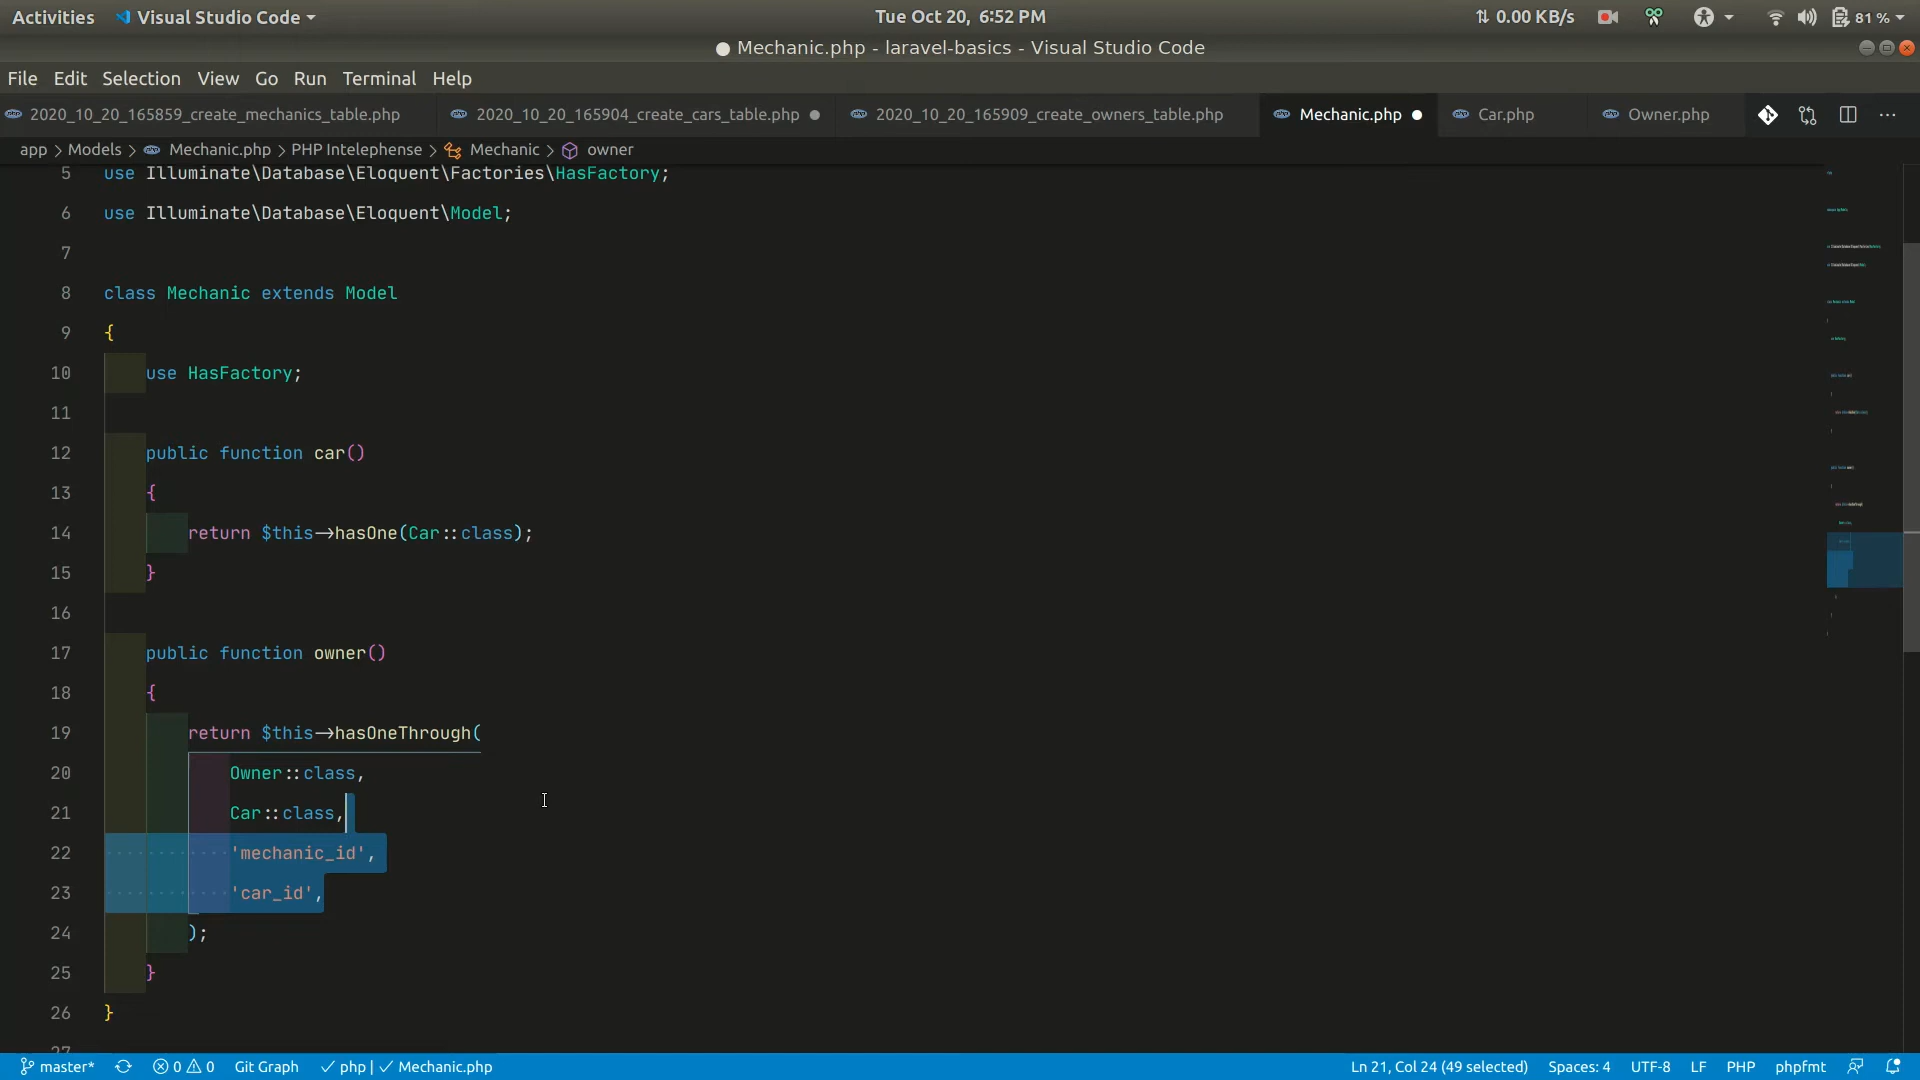 Activities Visual Studio Code Tue Oct 20, 6:52 PM 0.00 KB/s 81 %
Mechanic.php - laravel-basics - Visual Studio Code
File Edit Selection View Go Run Terminal Help
2020_10_20_165859_create_mechanics_table.php 2020_10_20_165904_create_cars_table.php 2020_10_20_165909_create_owners_table.php Mechanic.php Car.php Owner.php
app > Models > Mechanic.php > PHP Intelephense > Mechanic > owner
5 use Illuminate\Database\Eloquent\Factories\HasFactory;
6 use Illuminate\Database\Eloquent\Model;
7
8 class Mechanic extends Model
9 {
10 use HasFactory;
11
12 public function car()
13 {
14 return $this->hasOne(Car::class);
15 }
16
17 public function owner()
18 {
19 return $this->hasOneThrough(
20 Owner::class,
21 Car::class,
22 'mechanic_id',
23 'car_id',
24 );
25 }
26 }
27
master* 0 0 Git Graph ✓ php | ✓ Mechanic.php Ln 21, Col 24 (49 selected) Spaces: 4 UTF-8 LF PHP phpfmt